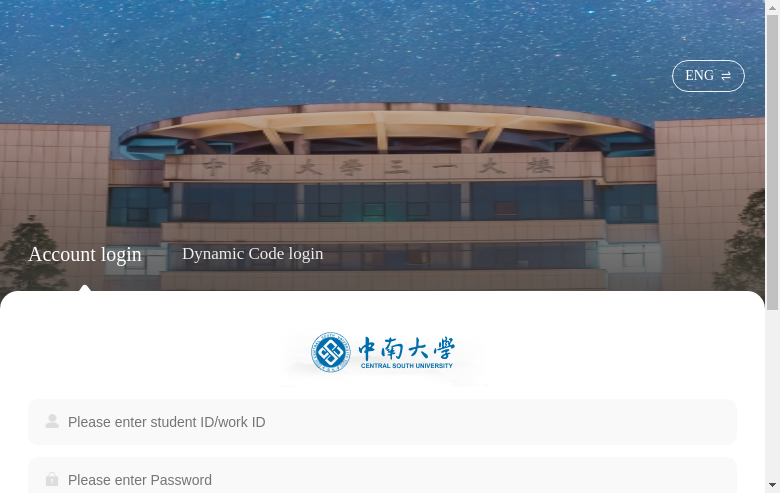 ENG
中南大学三一大楼
Account login
Dynamic Code login
中南大学
CENTRAL SOUTH UNIVERSITY
Please enter student ID/work ID
Please enter Password